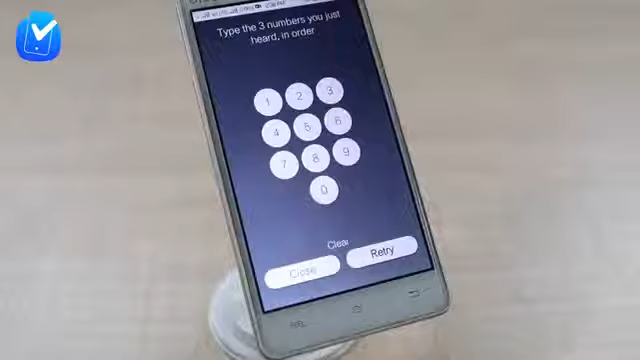 Type the 3 numbers you just
heard, in order
1 2 3
4 5 6
7 8 9
0
Clear
Close Retry